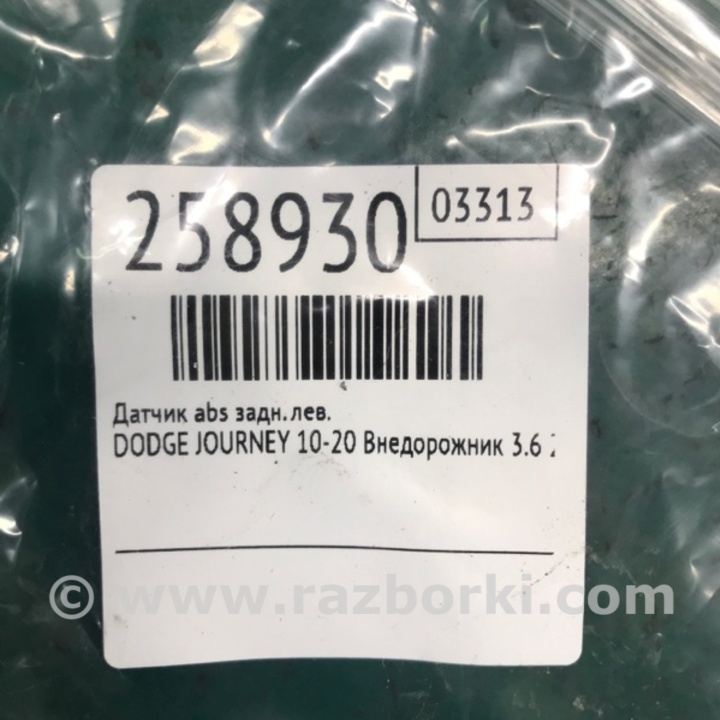 258930
03313
Датчик abs задн.лев.
DODGE JOURNEY 10-20 Внедорожник 3.6
© www.razborki.com